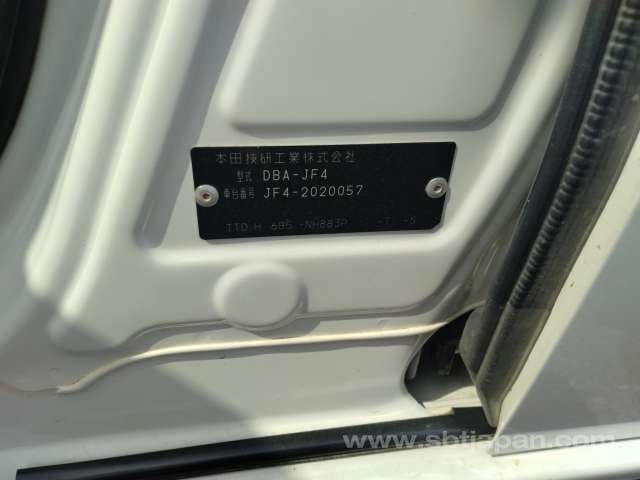 本田技研工業株式会社
型式 DBA-JF4
車台番号 JF4-2020057
NH883P
www.sbtjapan.com